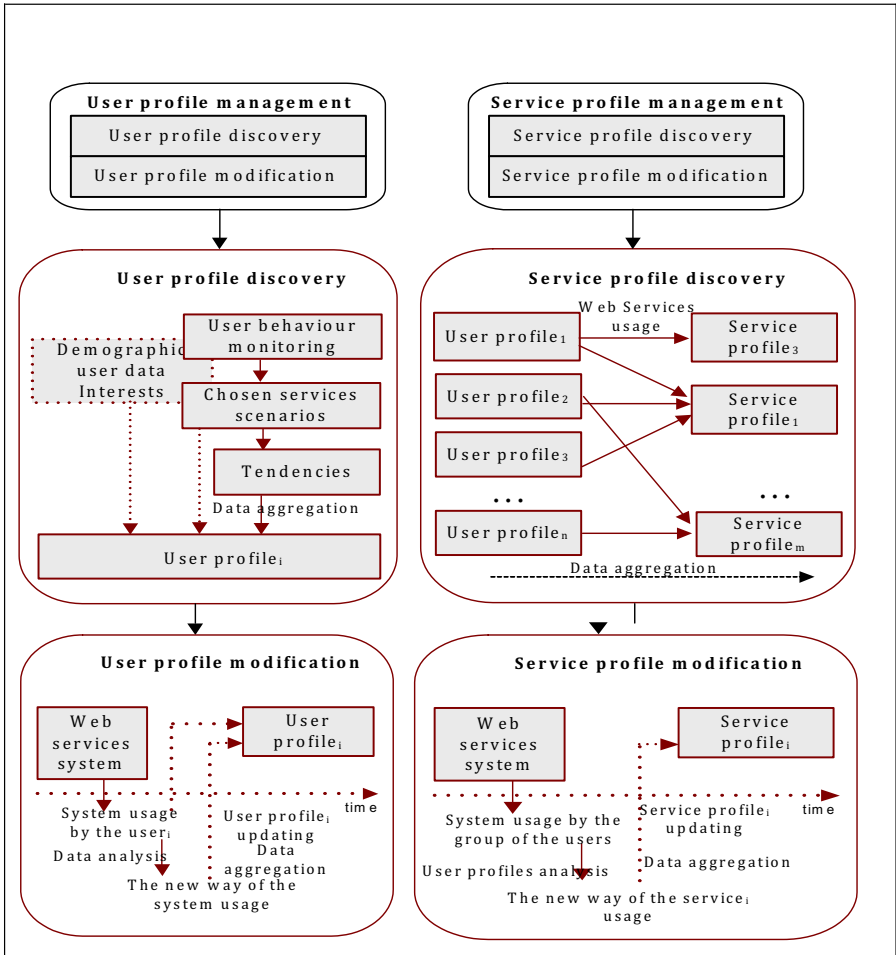 User profile management
User profile discovery
User profile modification
Service profile management
Service profile discovery
Service profile modification
User profile discovery
User behaviour
monitoring
Demographic
user data
Interests
Chosen services
scenarios
Tendencies
Data aggregation
User profileᵢ
Service profile discovery
Web Services
usage
User profile₁
User profile₂
User profile₃
...
User profileₙ
Service
profile₃
Service
profile₁
...
Service
profileₘ
Data aggregation
User profile modification
Web
services
system
User
profileᵢ
time
System usage
by the userᵢ
Data analysis
The new way of the
system usage
User profileᵢ
updating
Data
aggregation
Service profile modification
Web
services
system
Service
profileᵢ
time
System usage by the
group of the users
User profiles analysis
The new way of the serviceᵢ
usage
Service profileᵢ
updating
Data aggregation